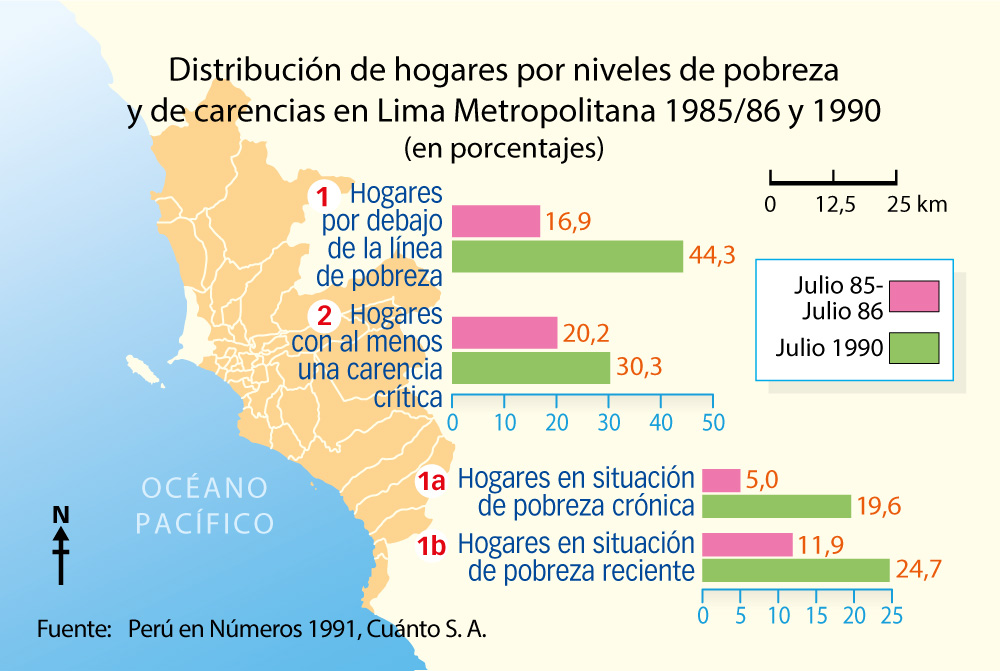 Distribución de hogares por niveles de pobreza
y de carencias en Lima Metropolitana 1985/86 y 1990
(en porcentajes)
1 Hogares
por debajo
de la línea
de pobreza
16,9
44,3
2 Hogares
con al menos
una carencia
crítica
20,2
30,3
0 10 20 30 40 50
0 12,5 25 km
Julio 85-
Julio 86
Julio 1990
1a Hogares en situación
de pobreza crónica
5,0
19,6
1b Hogares en situación
de pobreza reciente
11,9
24,7
0 5 10 15 20 25
OCÉANO
PACÍFICO
N
Fuente: Perú en Números 1991, Cuánto S. A.